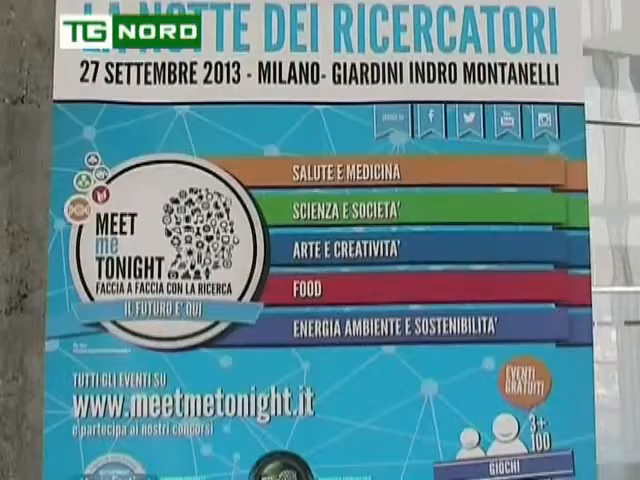 TG NORD
LA NOTTE DEI RICERCATORI
27 SETTEMBRE 2013 - MILANO- GIARDINI INDRO MONTANELLI
SALUTE E MEDICINA
SCIENZA E SOCIETA'
ARTE E CREATIVITA'
FOOD
ENERGIA AMBIENTE E SOSTENIBILITA'
MEET
me
TONIGHT
FACCIA A FACCIA CON LA RICERCA
IL FUTURO E' QUI
TUTTI GLI EVENTI SU
www.meetmetonight.it
e partecipa ai nostri concorsi
EVENTI
GRATUITI
3+
100
GIOCHI